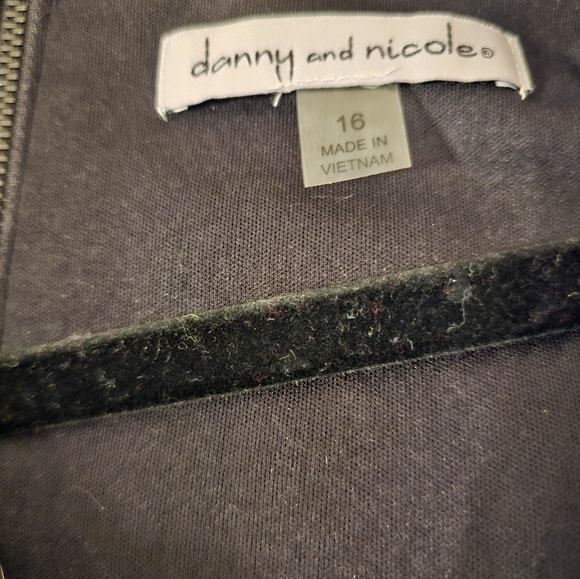 danny and nicole®
16
MADE IN
VIETNAM